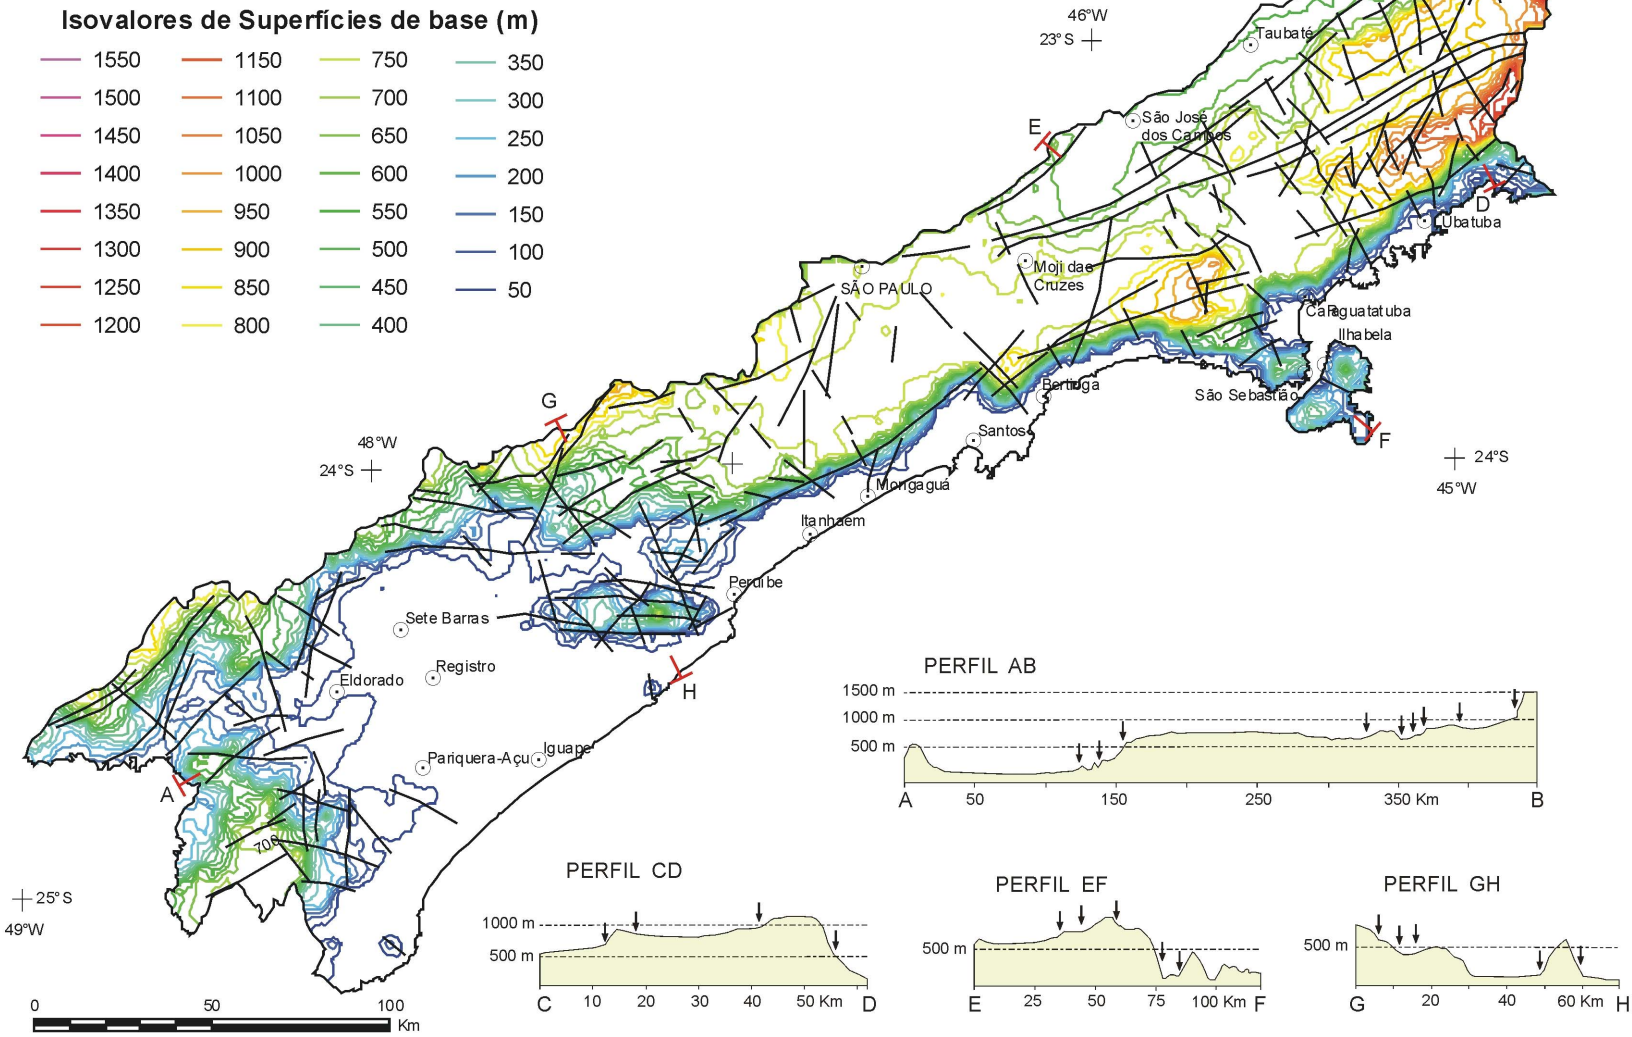 Isovalores de Superfícies de base (m)
1550 1150 750 350
1500 1100 700 300
1450 1050 650 250
1400 1000 600 200
1350 950 550 150
1300 900 500 100
1250 850 450 50
1200 800 400
46°W
23°S
Taubaté
São José
dos Campos
E
D
Ubatuba
Moji das
Cruzes
SÃO PAULO
Ilhabela
Bertioga
São Sebastião
G
F
Santos
48°W
24°S
24°S
45°W
Mongaguá
Itanhaem
Peruíbe
Sete Barras
Registro
Eldorado
H
Iguape
Pariquera-Açu
A
700
25°S
49°W
0 50 100
Km
PERFIL AB
1500 m
1000 m
500 m
A 50 150 250 350 Km B
PERFIL CD
1000 m
500 m
C 10 20 30 40 50 Km D
PERFIL EF
500 m
E 25 50 75 100 Km F
PERFIL GH
500 m
G 20 40 60 Km H